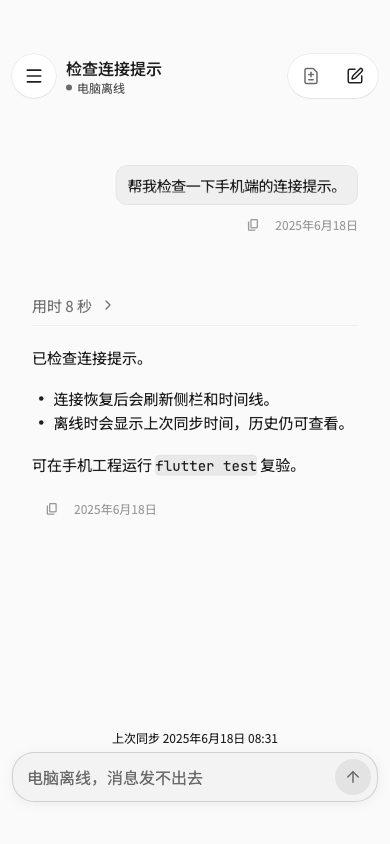 检查连接提示
电脑离线
帮我检查一下手机端的连接提示。
2025年6月18日
用时 8 秒
已检查连接提示。
• 连接恢复后会刷新侧栏和时间线。
• 离线时会显示上次同步时间，历史仍可查看。
可在手机工程运行 flutter test 复验。
2025年6月18日
上次同步 2025年6月18日 08:31
电脑离线，消息发不出去